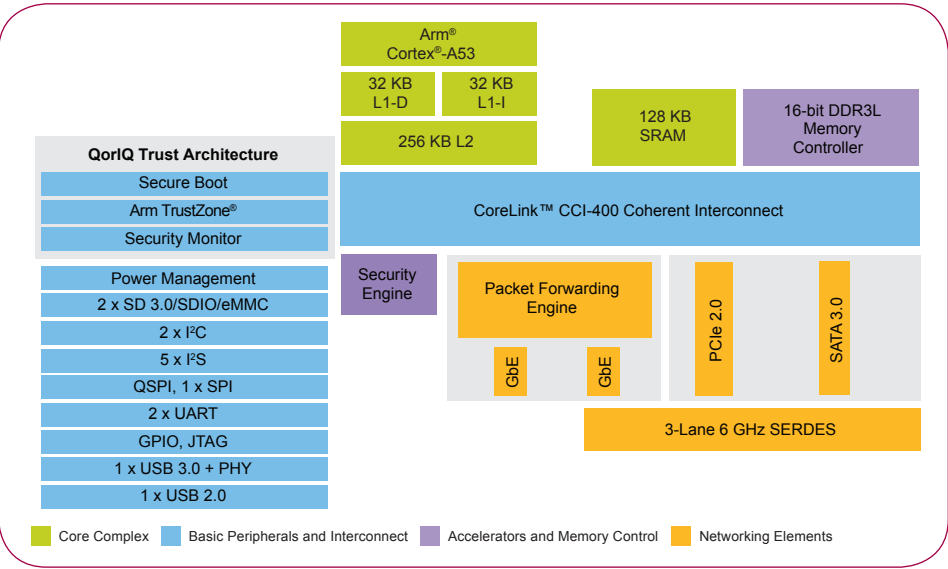 Arm®
Cortex®-A53
32 KB
L1-D
32 KB
L1-I
256 KB L2
128 KB
SRAM
16-bit DDR3L
Memory
Controller
QorIQ Trust Architecture
Secure Boot
Arm TrustZone®
Security Monitor
CoreLink™ CCI-400 Coherent Interconnect
Power Management
2 x SD 3.0/SDIO/eMMC
2 x I²C
5 x I²S
QSPI, 1 x SPI
2 x UART
GPIO, JTAG
1 x USB 3.0 + PHY
1 x USB 2.0
Security
Engine
Packet Forwarding
Engine
GbE
GbE
PCIe 2.0
SATA 3.0
3-Lane 6 GHz SERDES
Core Complex
Basic Peripherals and Interconnect
Accelerators and Memory Control
Networking Elements